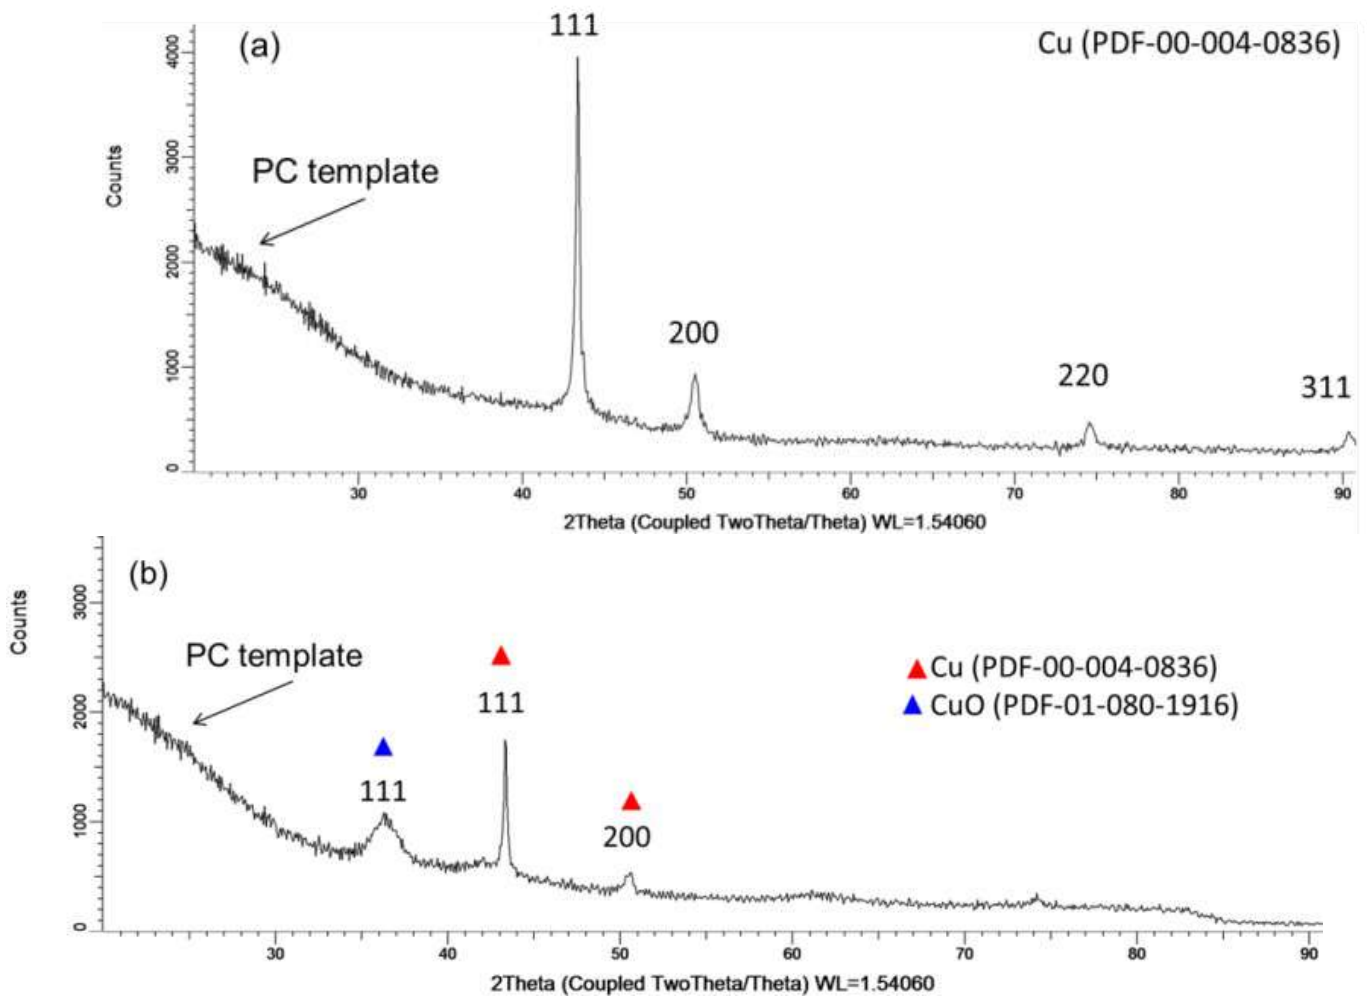 111
(a)
Cu (PDF-00-004-0836)
PC template
Counts
4000
3000
2000
1000
0
200
220
311
30 40 50 60 70 80 90
2Theta (Coupled TwoTheta/Theta) WL=1.54060
(b)
Counts
3000
2000
1000
0
PC template
Cu (PDF-00-004-0836)
CuO (PDF-01-080-1916)
111
111
200
30 40 50 60 70 80 90
2Theta (Coupled TwoTheta/Theta) WL=1.54060